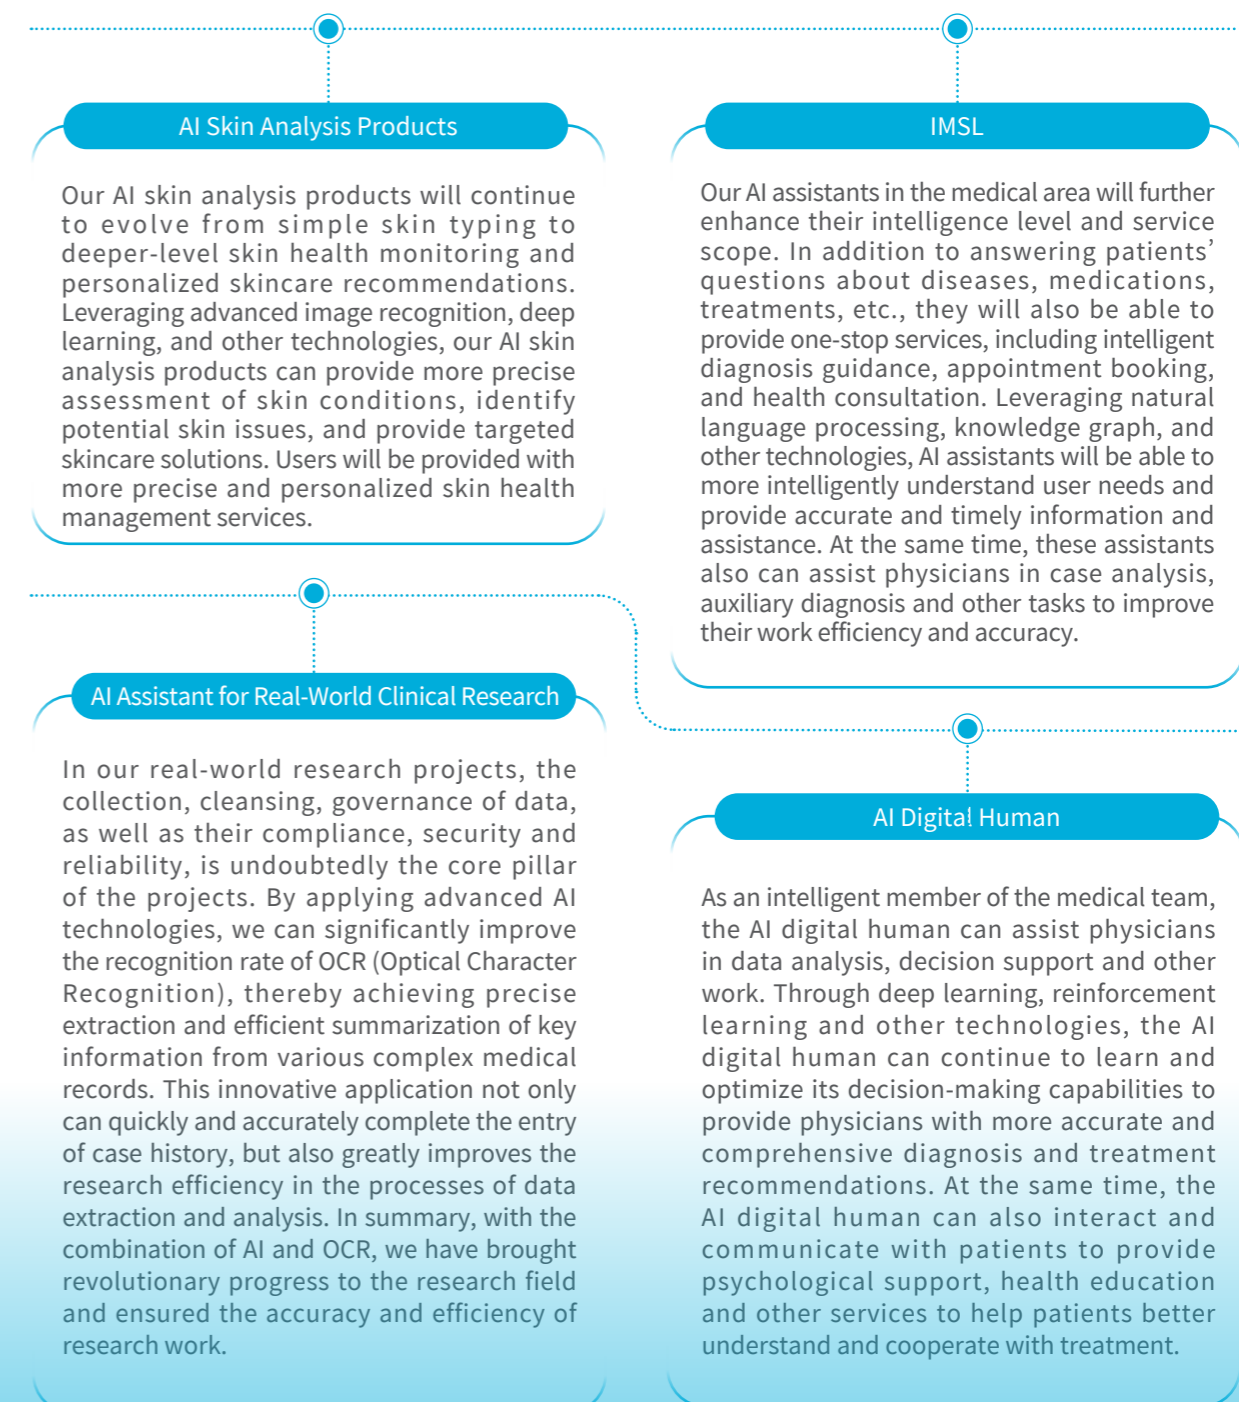 AI Skin Analysis Products
Our AI skin analysis products will continue
to evolve from simple skin typing to
deeper-level skin health monitoring and
personalized skincare recommendations.
Leveraging advanced image recognition, deep
learning, and other technologies, our AI skin
analysis products can provide more precise
assessment of skin conditions, identify
potential skin issues, and provide targeted
skincare solutions. Users will be provided with
more precise and personalized skin health
management services.
IMSL
Our AI assistants in the medical area will further
enhance their intelligence level and service
scope. In addition to answering patients’
questions about diseases, medications,
treatments, etc., they will also be able to
provide one-stop services, including intelligent
diagnosis guidance, appointment booking,
and health consultation. Leveraging natural
language processing, knowledge graph, and
other technologies, AI assistants will be able to
more intelligently understand user needs and
provide accurate and timely information and
assistance. At the same time, these assistants
also can assist physicians in case analysis,
auxiliary diagnosis and other tasks to improve
their work efficiency and accuracy.
AI Assistant for Real-World Clinical Research
In our real-world research projects, the
collection, cleansing, governance of data,
as well as their compliance, security and
reliability, is undoubtedly the core pillar
of the projects. By applying advanced AI
technologies, we can significantly improve
the recognition rate of OCR (Optical Character
Recognition), thereby achieving precise
extraction and efficient summarization of key
information from various complex medical
records. This innovative application not only
can quickly and accurately complete the entry
of case history, but also greatly improves the
research efficiency in the processes of data
extraction and analysis. In summary, with the
combination of AI and OCR, we have brought
revolutionary progress to the research field
and ensured the accuracy and efficiency of
research work.
AI Digital Human
As an intelligent member of the medical team,
the AI digital human can assist physicians
in data analysis, decision support and other
work. Through deep learning, reinforcement
learning and other technologies, the AI
digital human can continue to learn and
optimize its decision-making capabilities to
provide physicians with more accurate and
comprehensive diagnosis and treatment
recommendations. At the same time, the
AI digital human can also interact and
communicate with patients to provide
psychological support, health education
and other services to help patients better
understand and cooperate with treatment.